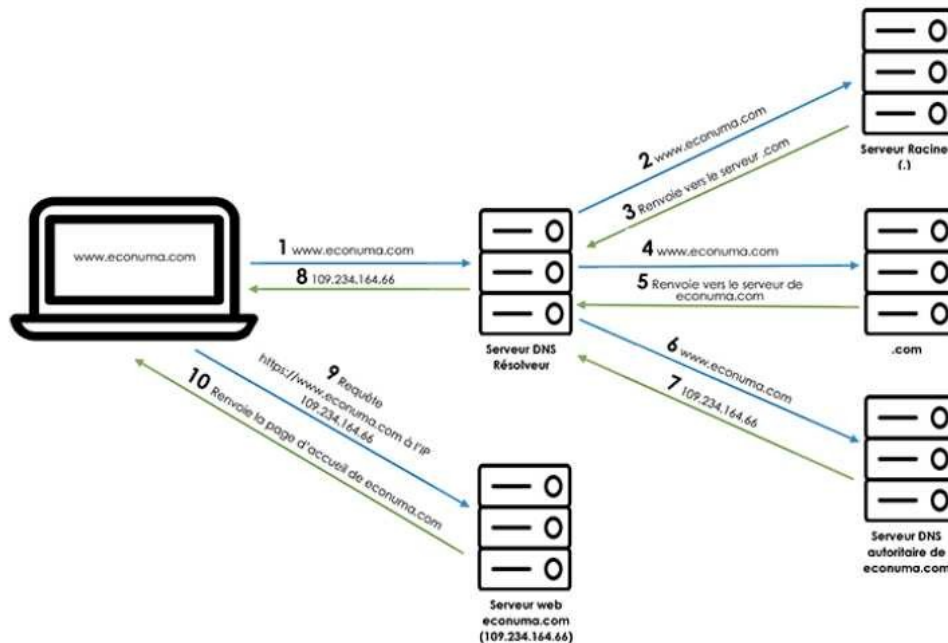 www.econuma.com
1 www.econuma.com
8 109.234.164.66
Serveur DNS
Résolveur
2 www.econuma.com
3 Renvoie vers le serveur .com
Serveur Racine
(.)
4 www.econuma.com
5 Renvoie vers le serveur de
econuma.com
.com
6 www.econuma.com
7 109.234.164.66
Serveur DNS
autoritaire de
econuma.com
9 Requête
https://www.econuma.com à l'IP
109.234.164.66
10 Renvoie la page d'accueil de econuma.com
Serveur web
econuma.com
(109.234.164.66)